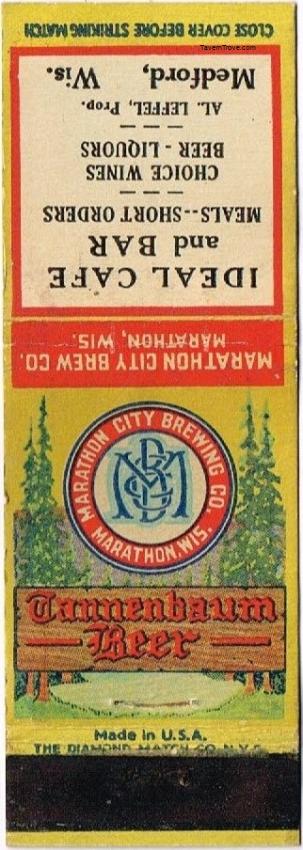 TavernTrove.com
CLOSE COVER BEFORE STRIKING MATCH
IDEAL CAFE
and BAR
MEALS--SHORT ORDERS
CHOICE WINES
BEER - LIQUORS
AL. LEFFEL, Prop.
Medford, Wis.
MARATHON CITY BREW CO.
MARATHON, WIS.
MARATHON CITY BREWING CO.
MCB
MARATHON, WIS.
Tannenbaum
Beer
Made in U.S.A.
THE DIAMOND MATCH CO. N.Y.C.